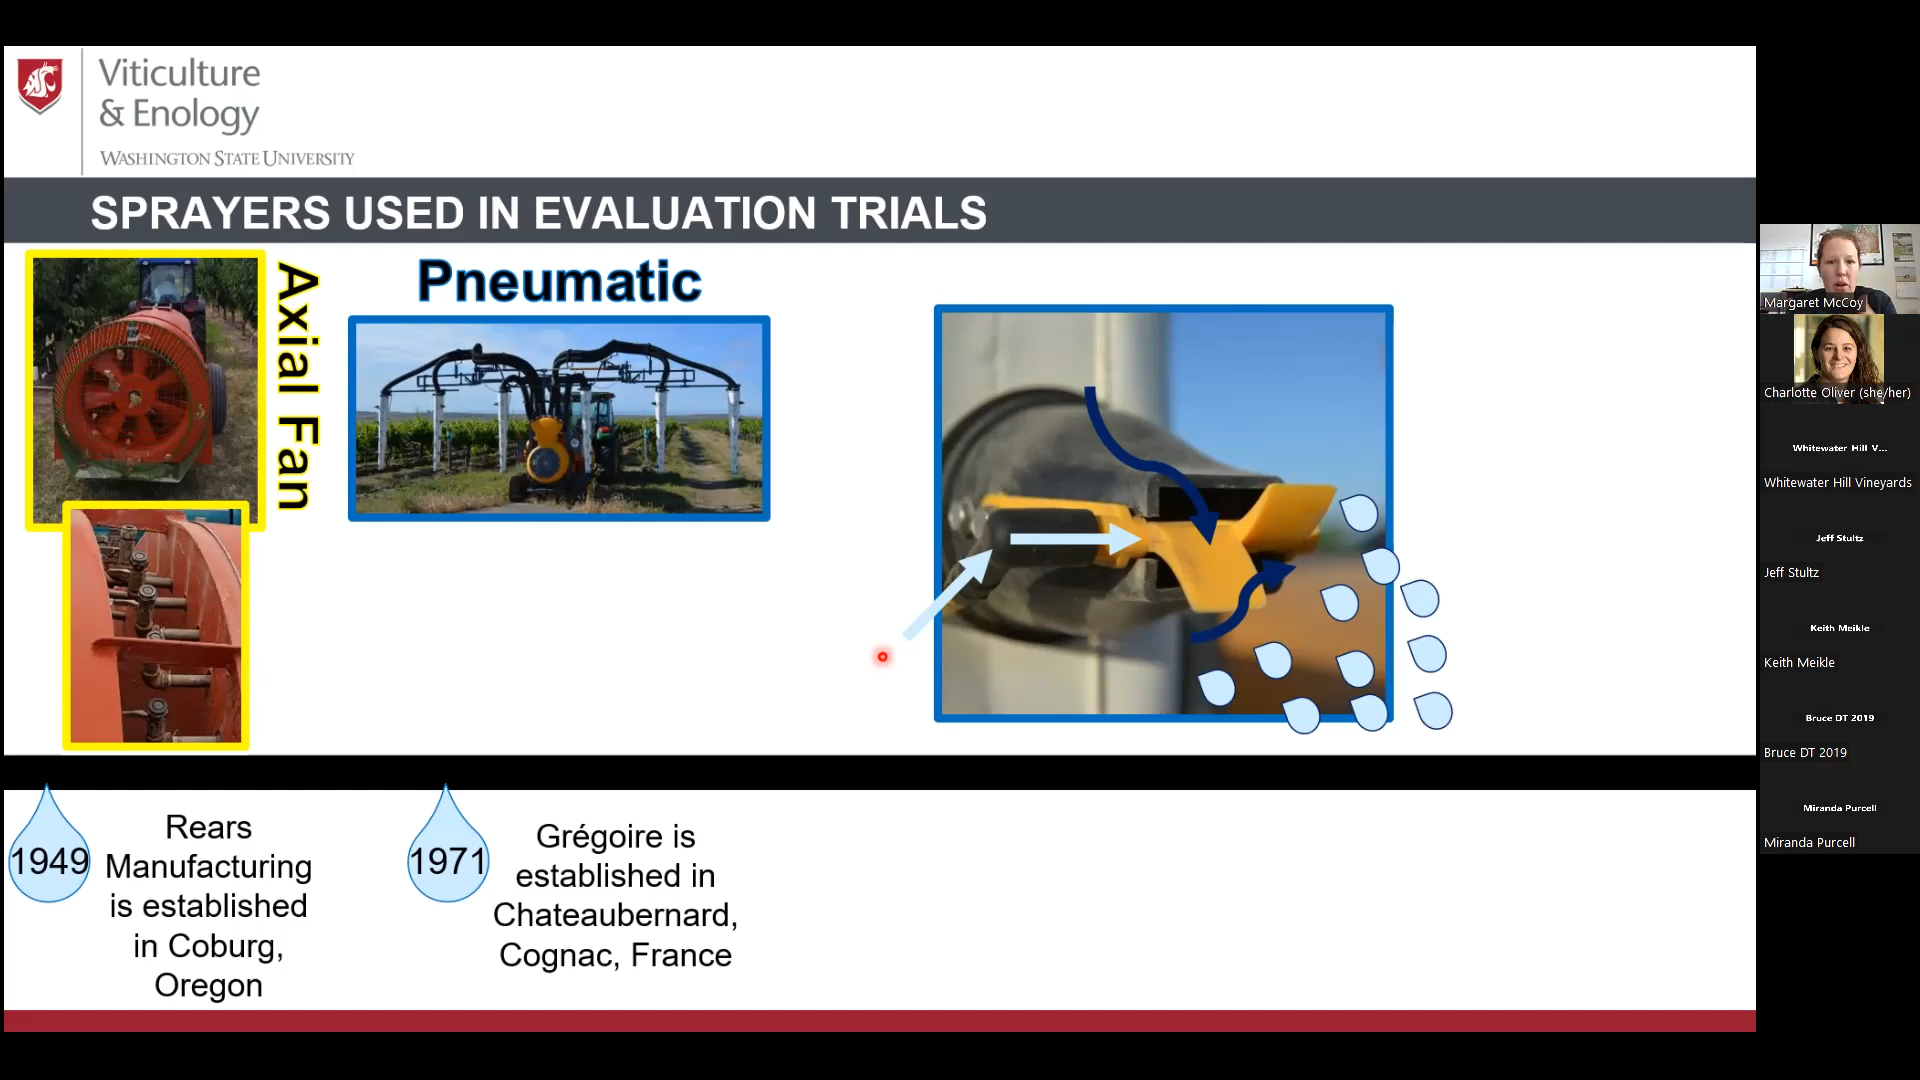 Viticulture
& Enology
WASHINGTON STATE UNIVERSITY
SPRAYERS USED IN EVALUATION TRIALS
Axial Fan
Pneumatic
1949
Rears
Manufacturing
is established
in Coburg,
Oregon
1971
Grégoire is
established in
Chateaubernard,
Cognac, France
Margaret McCoy
Charlotte Oliver (she/her)
Whitewater Hill V...
Whitewater Hill Vineyards
Jeff Stultz
Jeff Stultz
Keith Meikle
Keith Meikle
Bruce DT 2019
Bruce DT 2019
Miranda Purcell
Miranda Purcell